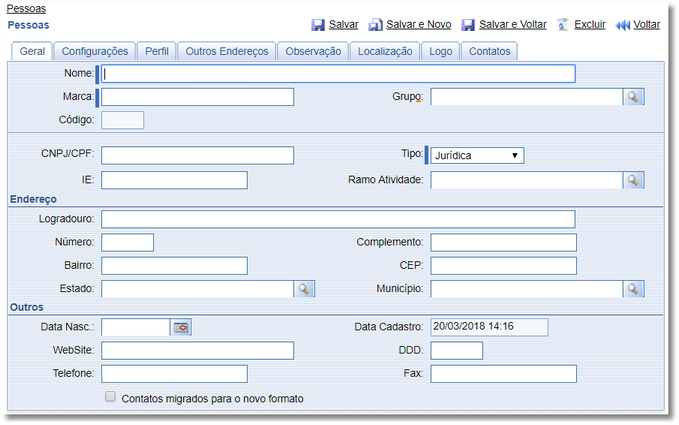 Pessoas
Pessoas Salvar Salvar e Novo Salvar e Voltar Excluir Voltar
Geral Configurações Perfil Outros Endereços Observação Localização Logo Contatos
Nome:
Marca: Grupo:
Código:
CNPJ/CPF: Tipo: Jurídica
IE: Ramo Atividade:
Endereço
Logradouro:
Número: Complemento:
Bairro: CEP:
Estado: Município:
Outros
Data Nasc.: Data Cadastro: 20/03/2018 14:16
WebSite: DDD:
Telefone: Fax:
Contatos migrados para o novo formato